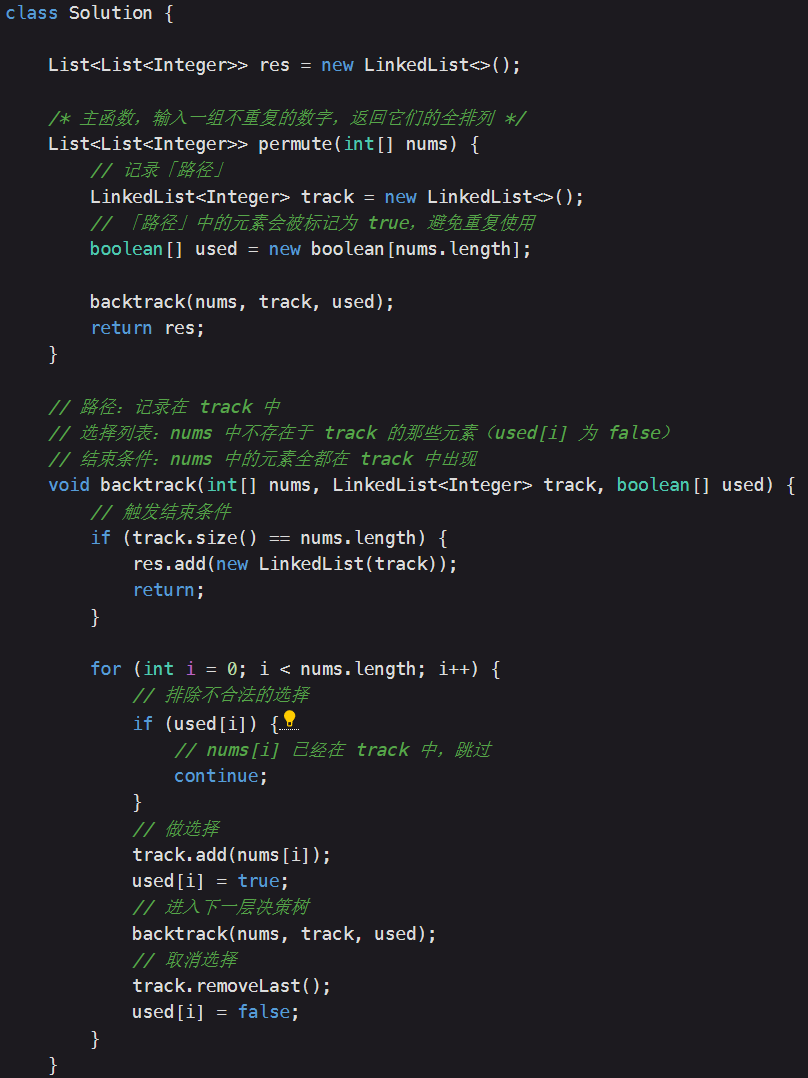 class Solution {
List<List<Integer>> res = new LinkedList<>();
/* 主函数，输入一组不重复的数字，返回它们的全排列 */
List<List<Integer>> permute(int[] nums) {
// 记录「路径」
LinkedList<Integer> track = new LinkedList<>();
// 「路径」中的元素会被标记为 true，避免重复使用
boolean[] used = new boolean[nums.length];
backtrack(nums, track, used);
return res;
}
// 路径：记录在 track 中
// 选择列表：nums 中不存在于 track 的那些元素（used[i] 为 false）
// 结束条件：nums 中的元素全都在 track 中出现
void backtrack(int[] nums, LinkedList<Integer> track, boolean[] used) {
// 触发结束条件
if (track.size() == nums.length) {
res.add(new LinkedList(track));
return;
}
for (int i = 0; i < nums.length; i++) {
// 排除不合法的选择
if (used[i]) {
// nums[i] 已经在 track 中，跳过
continue;
}
// 做选择
track.add(nums[i]);
used[i] = true;
// 进入下一层决策树
backtrack(nums, track, used);
// 取消选择
track.removeLast();
used[i] = false;
}
}